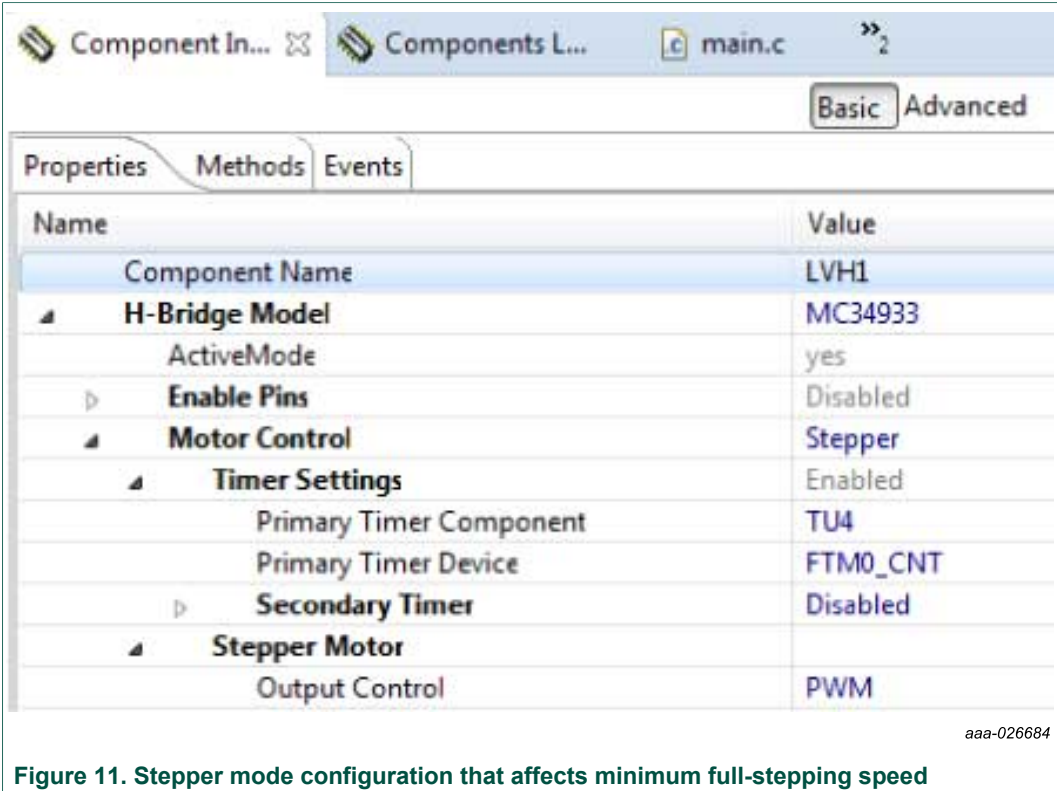 Component In... Components L... main.c »2
Basic Advanced
Properties Methods Events
Name Value
Component Name LVH1
H-Bridge Model MC34933
ActiveMode yes
Enable Pins Disabled
Motor Control Stepper
Timer Settings Enabled
Primary Timer Component TU4
Primary Timer Device FTM0_CNT
Secondary Timer Disabled
Stepper Motor
Output Control PWM
aaa-026684
Figure 11. Stepper mode configuration that affects minimum full-stepping speed